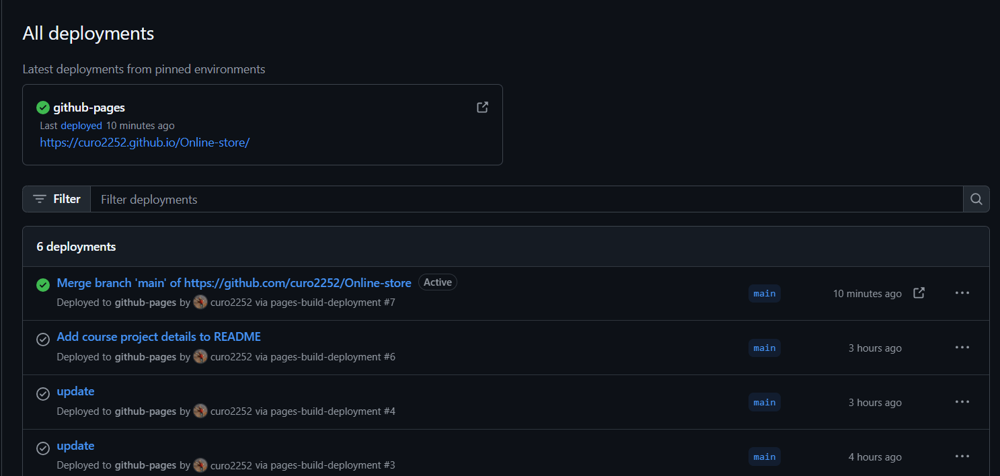 All deployments
Latest deployments from pinned environments
github-pages
Last deployed 10 minutes ago
https://curo2252.github.io/Online-store/
Filter
Filter deployments
6 deployments
Merge branch 'main' of https://github.com/curo2252/Online-store Active
Deployed to github-pages by curo2252 via pages-build-deployment #7
main
10 minutes ago
Add course project details to README
Deployed to github-pages by curo2252 via pages-build-deployment #6
main
3 hours ago
update
Deployed to github-pages by curo2252 via pages-build-deployment #4
main
3 hours ago
update
Deployed to github-pages by curo2252 via pages-build-deployment #3
main
4 hours ago